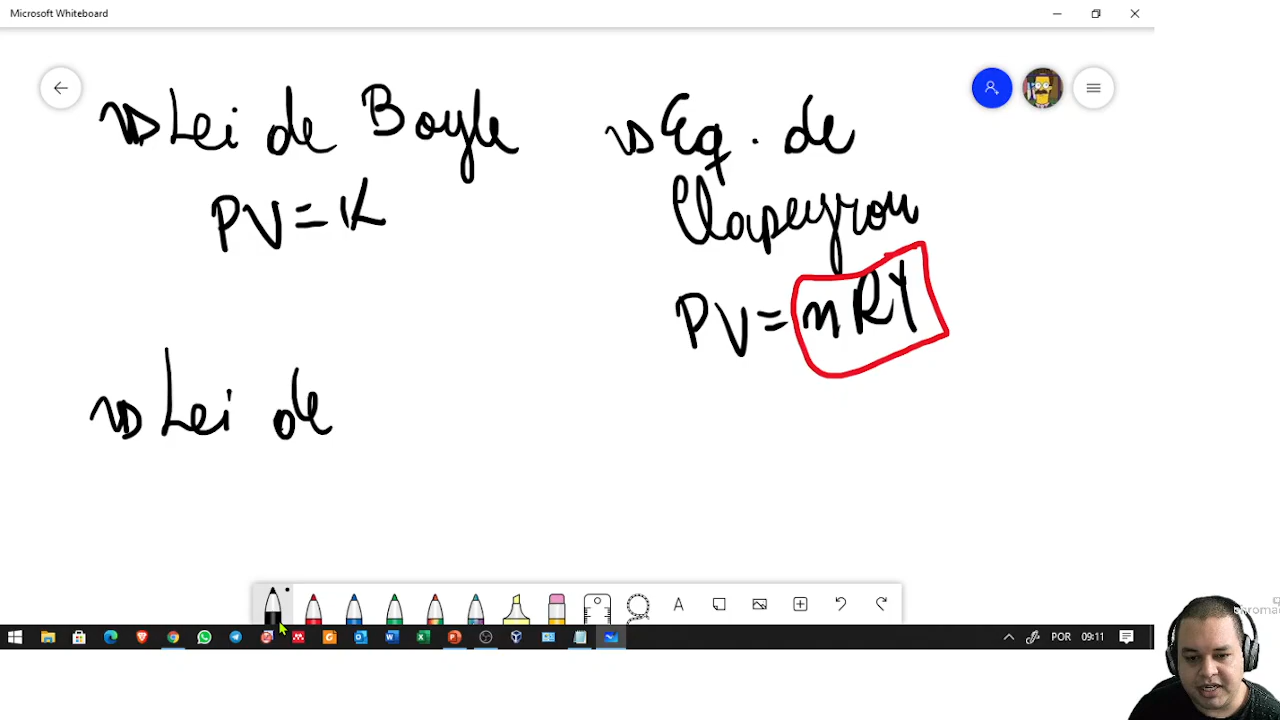 Microsoft Whiteboard
Lei de Boyle
PV = K
Eq. de
Clapeyron
PV = nRT
Lei de
A
POR 09:11